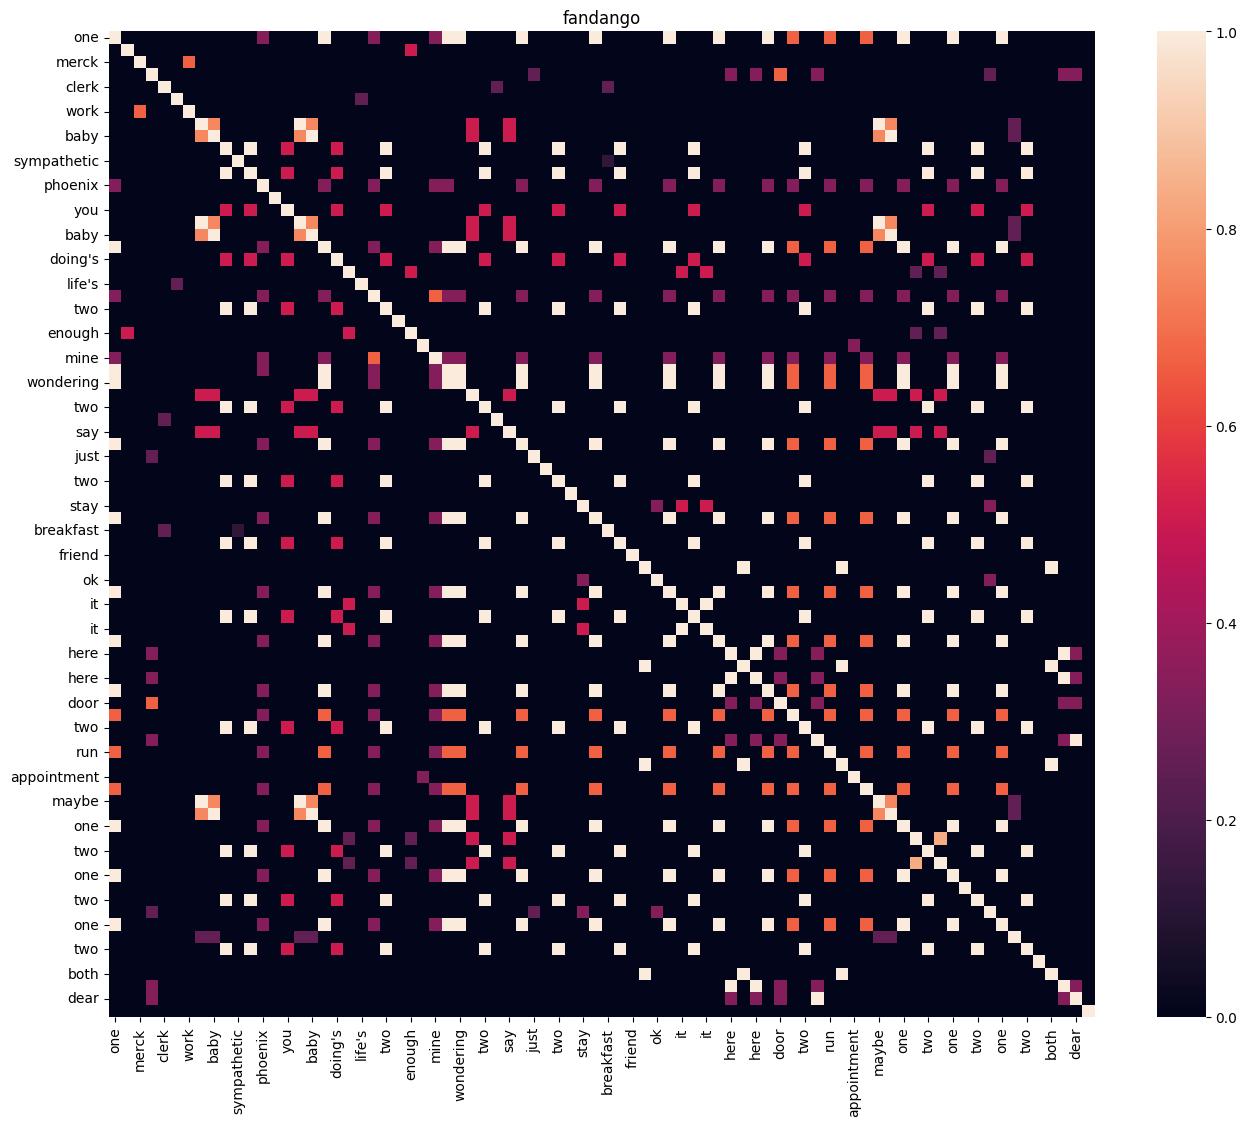 fandango
one
merck
clerk
work
baby
sympathetic
phoenix
you
baby
doing's
life's
two
enough
mine
wondering
two
say
just
two
stay
breakfast
friend
ok
it
it
here
here
door
two
run
appointment
maybe
one
two
one
two
one
two
both
dear
one
merck
clerk
work
baby
sympathetic
phoenix
you
baby
doing's
life's
two
enough
mine
wondering
two
say
just
two
stay
breakfast
friend
ok
it
it
here
here
door
two
run
appointment
maybe
one
two
one
two
one
two
both
dear
1.0
0.8
0.6
0.4
0.2
0.0